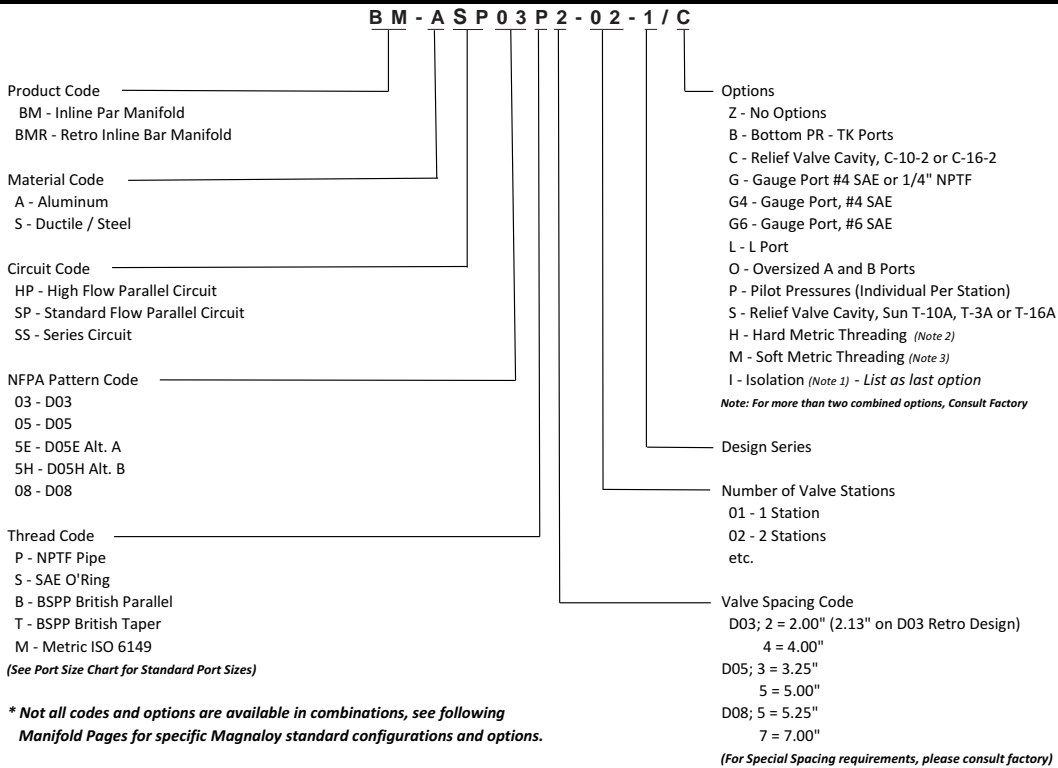 BM-ASP03P2-02-1/C
Product Code
BM - Inline Par Manifold
BMR - Retro Inline Bar Manifold
Material Code
A - Aluminum
S - Ductile / Steel
Circuit Code
HP - High Flow Parallel Circuit
SP - Standard Flow Parallel Circuit
SS - Series Circuit
NFPA Pattern Code
03 - D03
05 - D05
5E - D05E Alt. A
5H - D05H Alt. B
08 - D08
Thread Code
P - NPTF Pipe
S - SAE O'Ring
B - BSPP British Parallel
T - BSPP British Taper
M - Metric ISO 6149
(See Port Size Chart for Standard Port Sizes)
* Not all codes and options are available in combinations, see following
Manifold Pages for specific Magnaloy standard configurations and options.
Options
Z - No Options
B - Bottom PR - TK Ports
C - Relief Valve Cavity, C-10-2 or C-16-2
G - Gauge Port #4 SAE or 1/4" NPTF
G4 - Gauge Port, #4 SAE
G6 - Gauge Port, #6 SAE
L - L Port
O - Oversized A and B Ports
P - Pilot Pressures (Individual Per Station)
S - Relief Valve Cavity, Sun T-10A, T-3A or T-16A
H - Hard Metric Threading (Note 2)
M - Soft Metric Threading (Note 3)
I - Isolation (Note 1) - List as last option
Note: For more than two combined options, Consult Factory
Design Series
Number of Valve Stations
01 - 1 Station
02 - 2 Stations
etc.
Valve Spacing Code
D03; 2 = 2.00" (2.13" on D03 Retro Design)
4 = 4.00"
D05; 3 = 3.25"
5 = 5.00"
D08; 5 = 5.25"
7 = 7.00"
(For Special Spacing requirements, please consult factory)